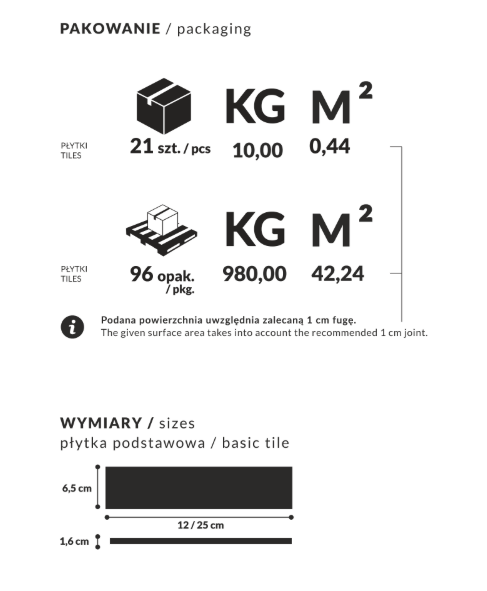 PAKOWANIE / packaging
KG M²
PŁYTKI
TILES
21 szt. / pcs 10,00 0,44
KG M²
PŁYTKI
TILES
96 opak.
/ pkg.
980,00 42,24
i
Podana powierzchnia uwzględnia zalecaną 1 cm fugę.
The given surface area takes into account the recommended 1 cm joint.
WYMIARY / sizes
płytka podstawowa / basic tile
6,5 cm
12 / 25 cm
1,6 cm